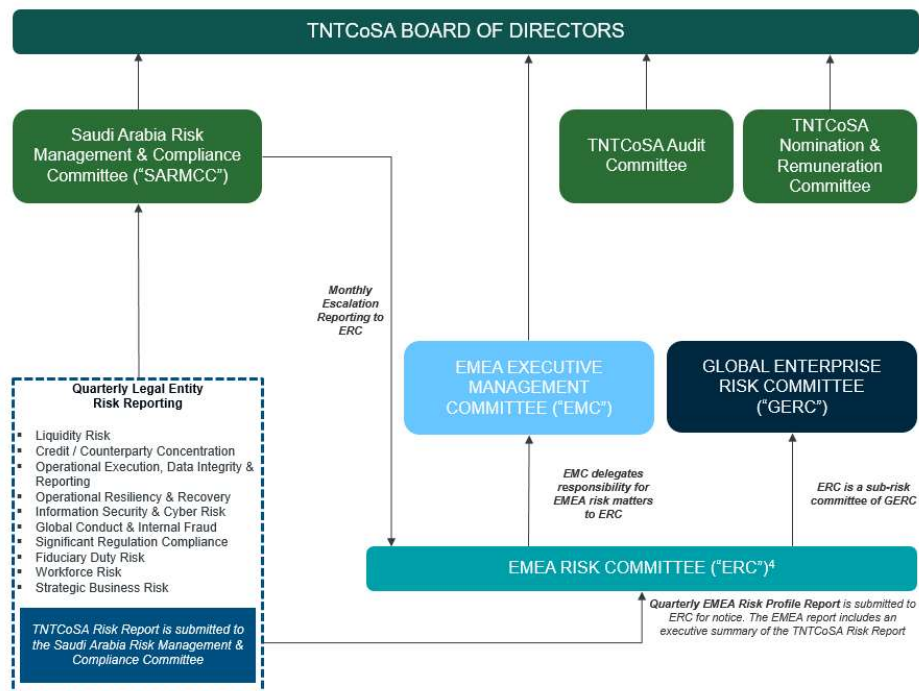 TNTCoSA BOARD OF DIRECTORS
Saudi Arabia Risk
Management & Compliance
Committee (“SARMCC”)
TNTCoSA Audit
Committee
TNTCoSA
Nomination &
Remuneration
Committee
Monthly
Escalation
Reporting to
ERC
EMEA EXECUTIVE
MANAGEMENT
COMMITTEE (“EMC”)
GLOBAL ENTERPRISE
RISK COMMITTEE
(“GERC”)
Quarterly Legal Entity
Risk Reporting
▪ Liquidity Risk
▪ Credit / Counterparty Concentration
▪ Operational Execution, Data Integrity &
Reporting
▪ Operational Resiliency & Recovery
▪ Information Security & Cyber Risk
▪ Global Conduct & Internal Fraud
▪ Significant Regulation Compliance
▪ Fiduciary Duty Risk
▪ Workforce Risk
▪ Strategic Business Risk
TNTCoSA Risk Report is submitted to
the Saudi Arabia Risk Management &
Compliance Committee
EMC delegates
responsibility for
EMEA risk matters
to ERC
ERC is a sub-risk
committee of GERC
EMEA RISK COMMITTEE (“ERC”)⁴
Quarterly EMEA Risk Profile Report is submitted to
ERC for notice. The EMEA report includes an
executive summary of the TNTCoSA Risk Report